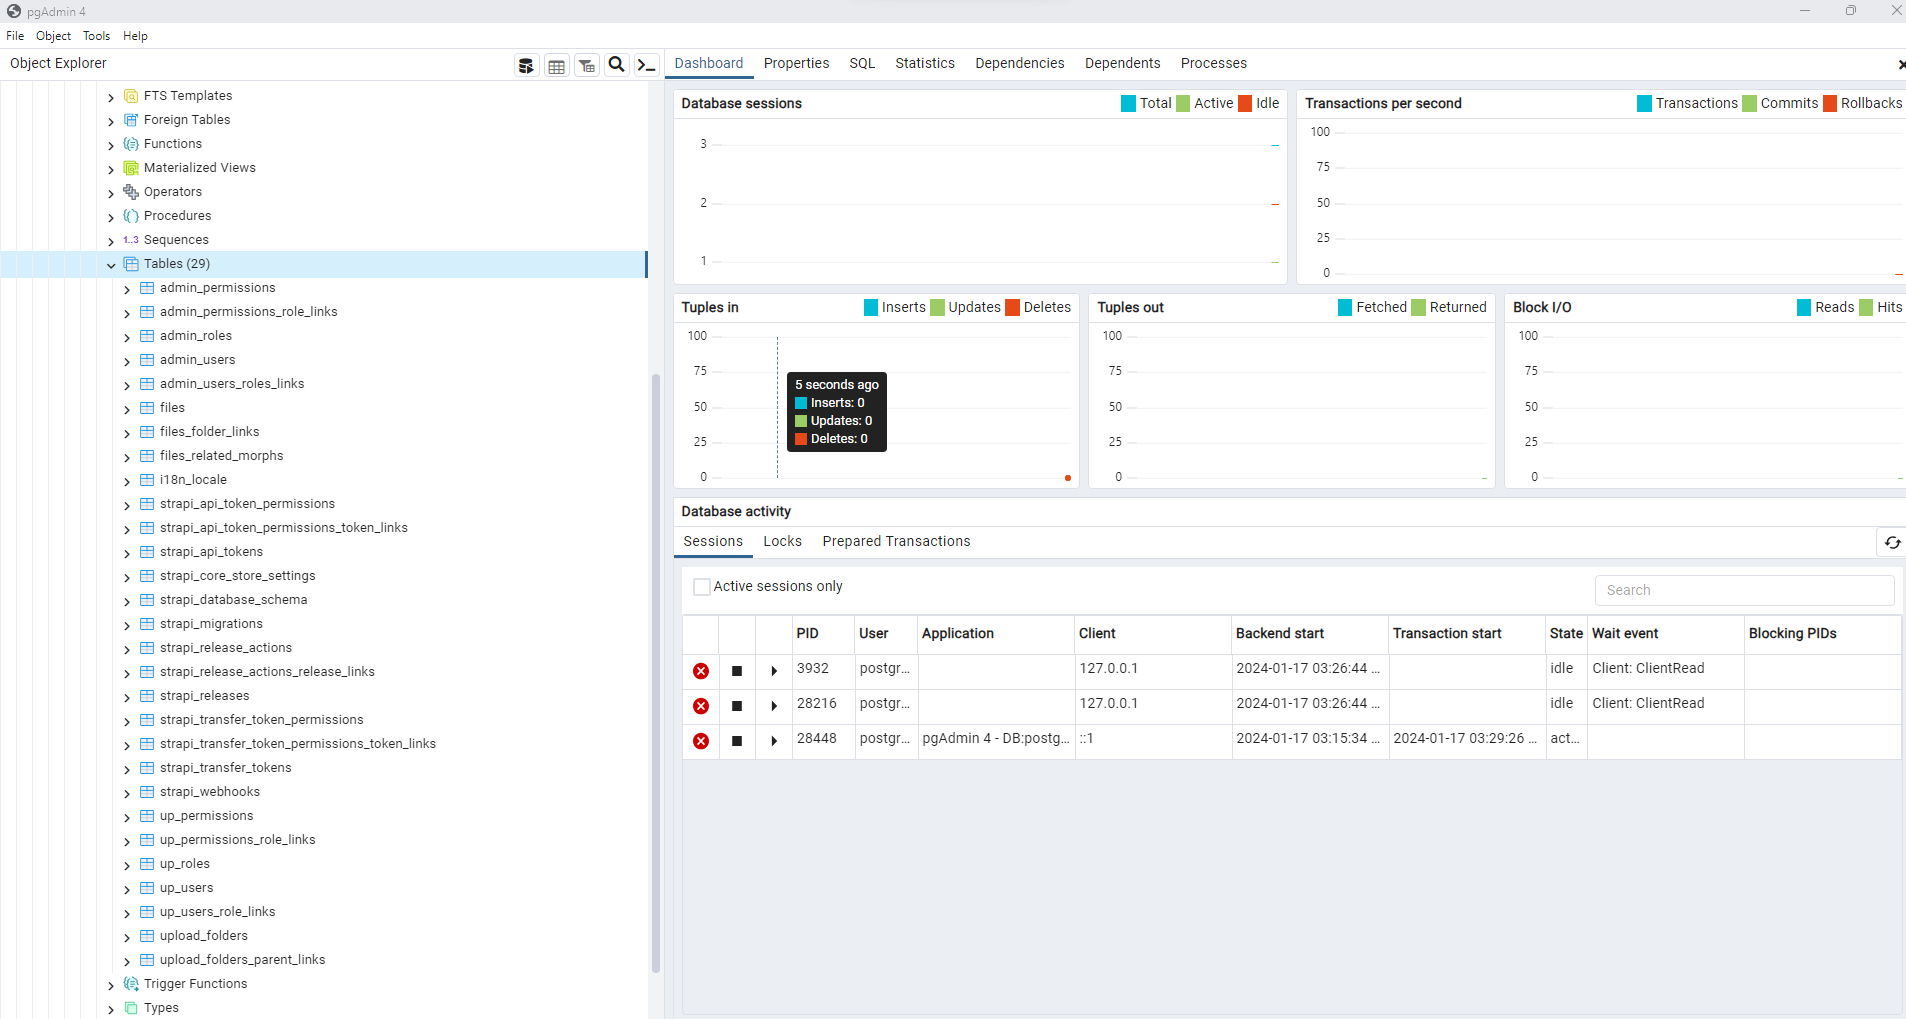 pgAdmin 4
File Object Tools Help
Object Explorer
FTS Templates
Foreign Tables
Functions
Materialized Views
Operators
Procedures
1..3 Sequences
Tables (29)
admin_permissions
admin_permissions_role_links
admin_roles
admin_users
admin_users_roles_links
files
files_folder_links
files_related_morphs
i18n_locale
strapi_api_token_permissions
strapi_api_token_permissions_token_links
strapi_api_tokens
strapi_core_store_settings
strapi_database_schema
strapi_migrations
strapi_release_actions
strapi_release_actions_release_links
strapi_releases
strapi_transfer_token_permissions
strapi_transfer_token_permissions_token_links
strapi_transfer_tokens
strapi_webhooks
up_permissions
up_permissions_role_links
up_roles
up_users
up_users_role_links
upload_folders
upload_folders_parent_links
Trigger Functions
Types
Dashboard Properties SQL Statistics Dependencies Dependents Processes
Database sessions Total Active Idle
3
2
1
Transactions per second Transactions Commits Rollbacks
100
75
50
25
0
Tuples in Inserts Updates Deletes
100
75
50
25
0
5 seconds ago
Inserts: 0
Updates: 0
Deletes: 0
Tuples out Fetched Returned
100
75
50
25
0
Block I/O Reads Hits
100
75
50
25
0
Database activity
Sessions Locks Prepared Transactions
Active sessions only Search
PID User Application Client Backend start Transaction start State Wait event Blocking PIDs
3932 postgr... 127.0.0.1 2024-01-17 03:26:44 ... idle Client: ClientRead
28216 postgr... 127.0.0.1 2024-01-17 03:26:44 ... idle Client: ClientRead
28448 postgr... pgAdmin 4 - DB:postg... ::1 2024-01-17 03:15:34 ... 2024-01-17 03:29:26 ... act...